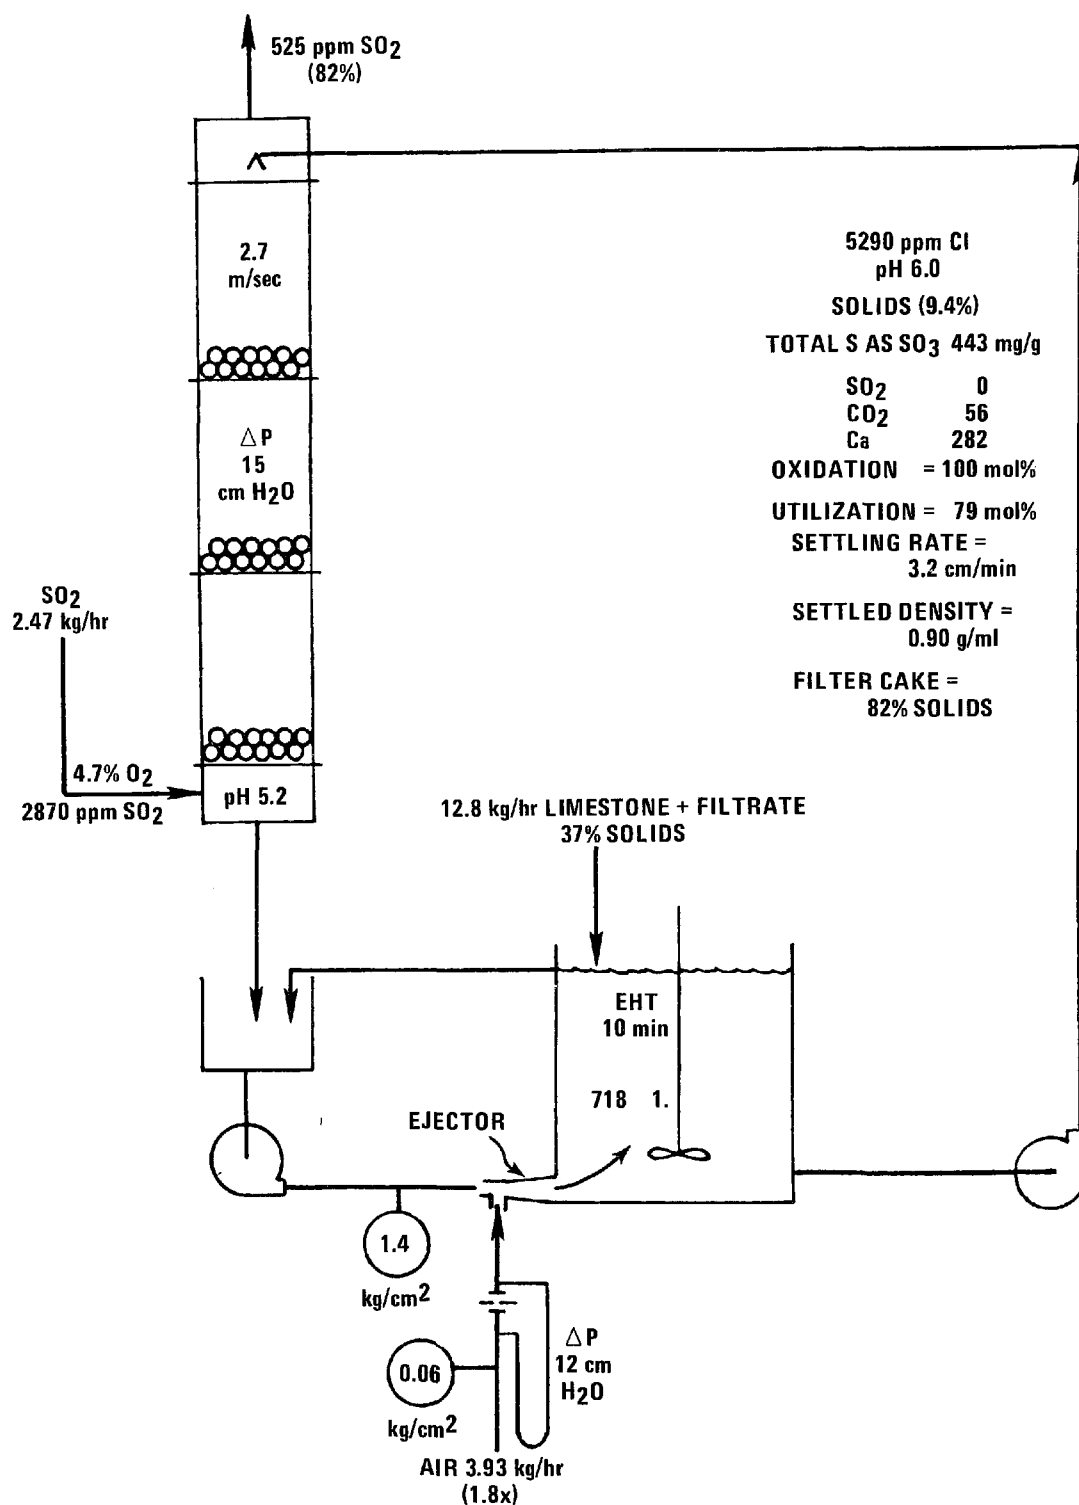 525 ppm SO2
(82%)
2.7
m/sec
5290 ppm Cl
pH 6.0
SOLIDS (9.4%)
TOTAL S AS SO3 443 mg/g
SO2 0
CO2 56
Ca 282
OXIDATION = 100 mol%
UTILIZATION = 79 mol%
SETTLING RATE =
3.2 cm/min
SETTLED DENSITY =
0.90 g/ml
FILTER CAKE =
82% SOLIDS
△ P
15
cm H2O
SO2
2.47 kg/hr
4.7% O2
2870 ppm SO2
pH 5.2
12.8 kg/hr LIMESTONE + FILTRATE
37% SOLIDS
EHT
10 min
718 1.
EJECTOR
1.4
kg/cm2
△ P
12 cm
H2O
0.06
kg/cm2
AIR 3.93 kg/hr
(1.8x)